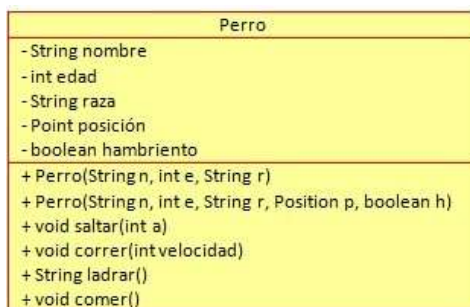 Perro
- String nombre
- int edad
- String raza
- Point posición
- boolean hambriento
+ Perro(String n, int e, String r)
+ Perro(String n, int e, String r, Position p, boolean h)
+ void saltar(int a)
+ void correr(int velocidad)
+ String ladrar()
+ void comer()